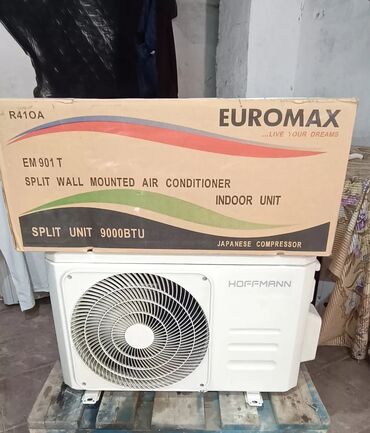 R410A
EUROMAX
...LIVE YOUR DREAMS
EM 901 T
SPLIT WALL MOUNTED AIR CONDITIONER
INDOOR UNIT
SPLIT UNIT 9000BTU
JAPANESE COMPRESSOR
HOFFMANN